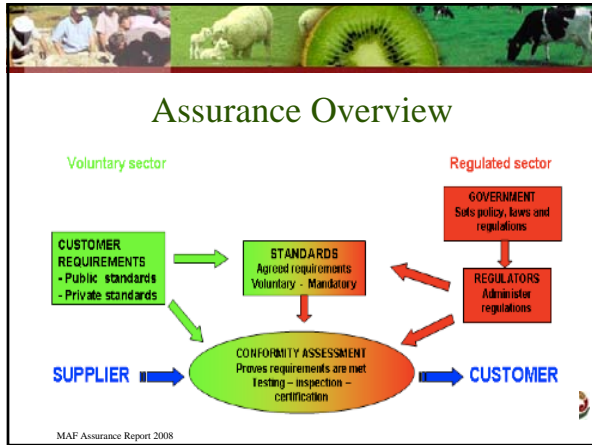 Assurance Overview
Voluntary sector
Regulated sector
GOVERNMENT
Sets policy, laws and
regulations
CUSTOMER
REQUIREMENTS
- Public standards
- Private standards
STANDARDS
Agreed requirements
Voluntary - Mandatory
REGULATORS
Administer
regulations
CONFORMITY ASSESSMENT
Proves requirements are met
Testing – inspection –
certification
SUPPLIER
CUSTOMER
MAF Assurance Report 2008